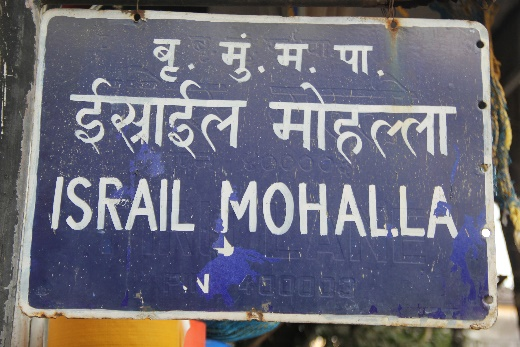 बृ. मुं. म. पा.
ईस्राईल मोहल्ला
ISRAIL MOHALLA